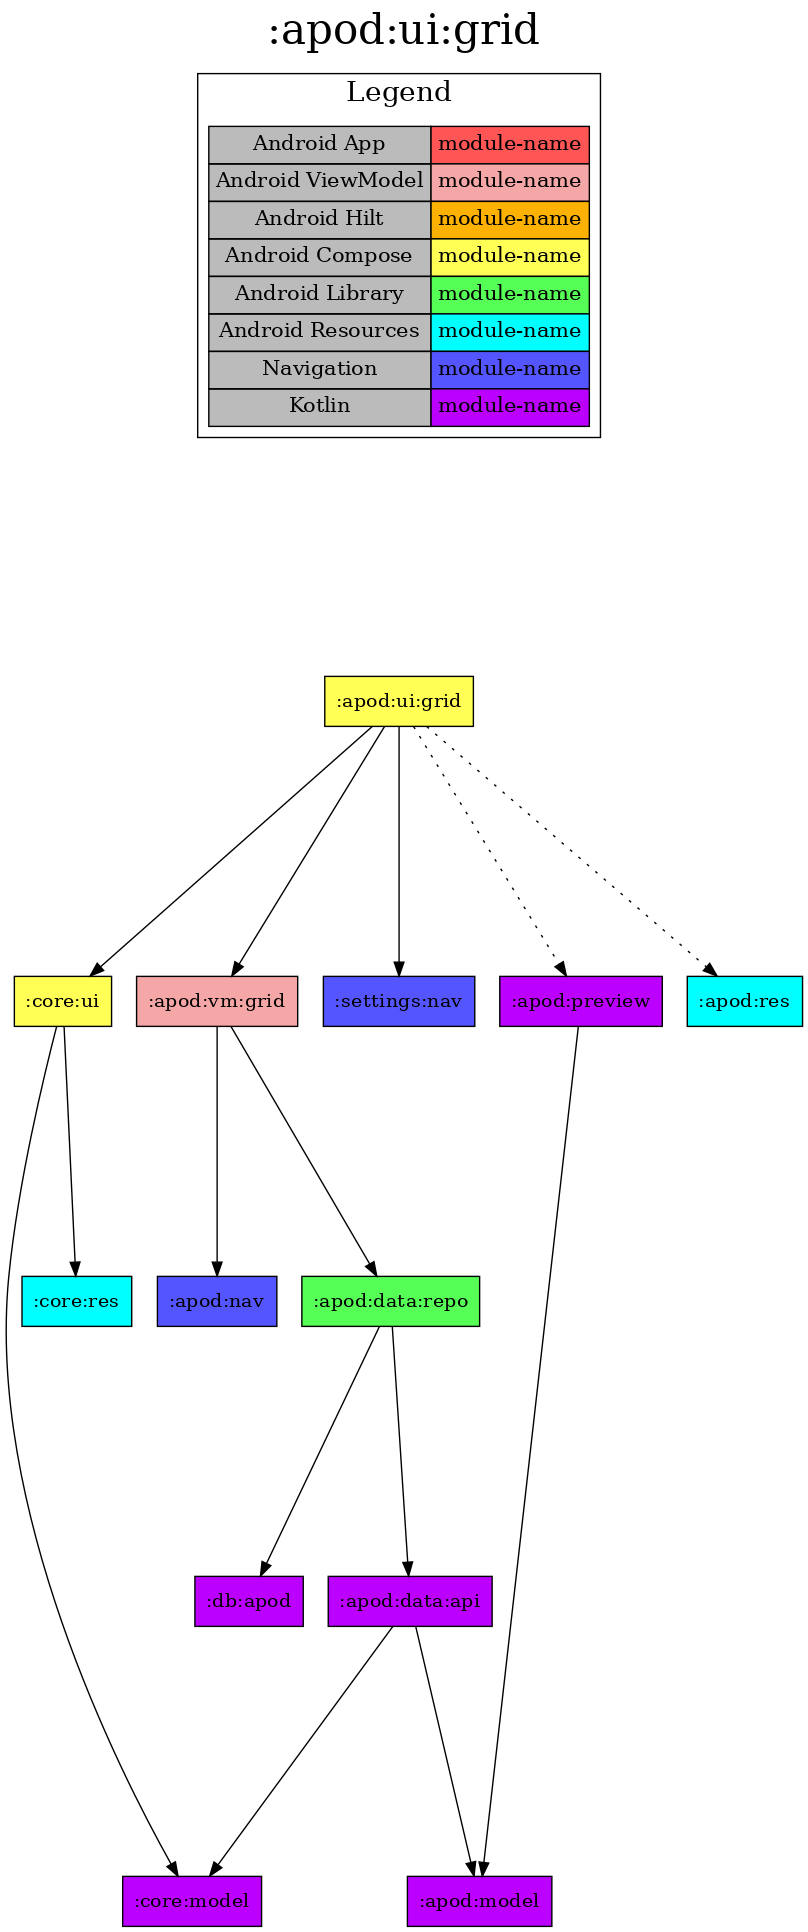 :apod:ui:grid
Legend
Android App module-name
Android ViewModel module-name
Android Hilt module-name
Android Compose module-name
Android Library module-name
Android Resources module-name
Navigation module-name
Kotlin module-name
:apod:ui:grid
:core:ui :apod:vm:grid :settings:nav :apod:preview :apod:res
:core:res :apod:nav :apod:data:repo
:db:apod :apod:data:api
:core:model :apod:model